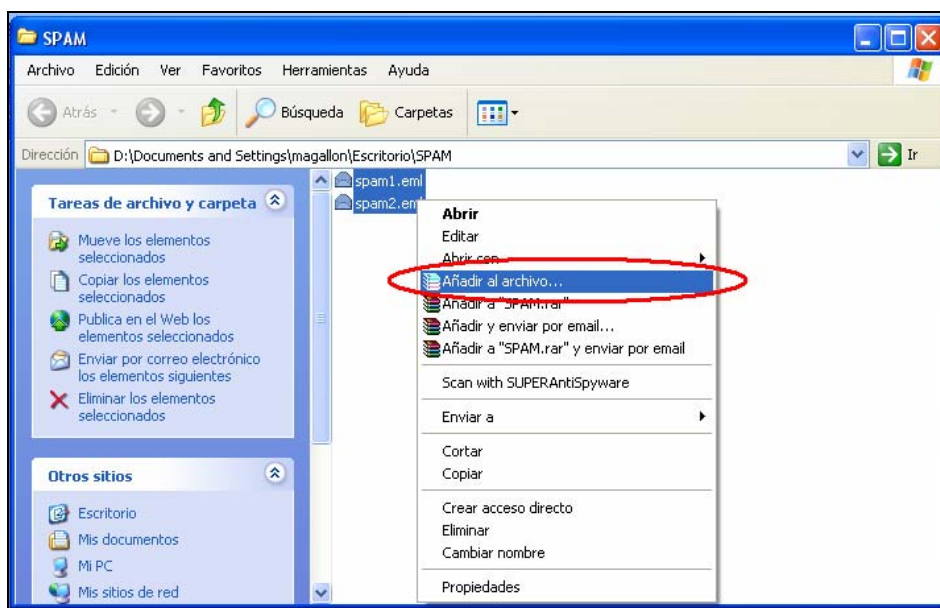 SPAM
Archivo Edición Ver Favoritos Herramientas Ayuda
Atrás Búsqueda Carpetas
Dirección D:\Documents and Settings\magallon\Escritorio\SPAM Ir
Tareas de archivo y carpeta
Mueve los elementos
seleccionados
Copiar los elementos
seleccionados
Publica en el Web los
elementos seleccionados
Enviar por correo electrónico
los elementos siguientes
Eliminar los elementos
seleccionados
Otros sitios
Escritorio
Mis documentos
Mi PC
Mis sitios de red
spam1.eml
spam2.eml
Abrir
Editar
Abrir con
Añadir al archivo...
Añadir a "SPAM.rar"
Añadir y enviar por email...
Añadir a "SPAM.rar" y enviar por email
Scan with SUPERAntiSpyware
Enviar a
Cortar
Copiar
Crear acceso directo
Eliminar
Cambiar nombre
Propiedades